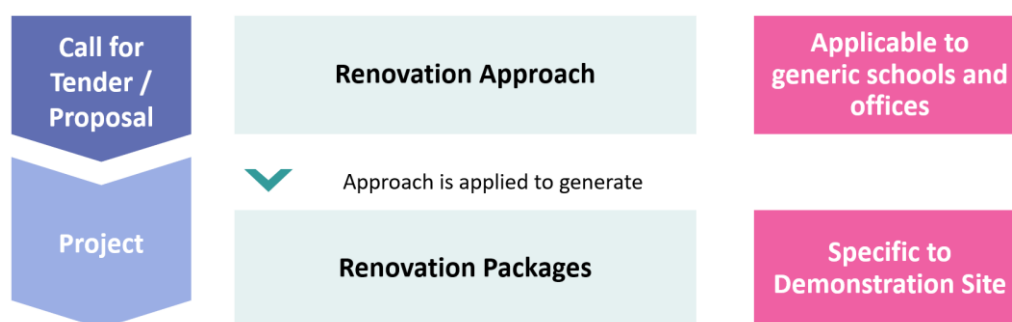 Call for
Tender /
Proposal
Renovation Approach
Applicable to
generic schools and
offices
Approach is applied to generate
Project
Renovation Packages
Specific to
Demonstration Site